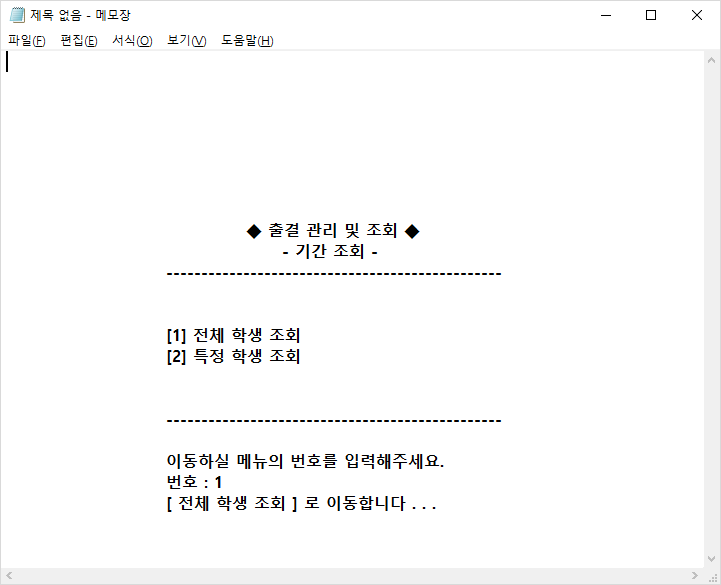 제목 없음 - 메모장
파일(F) 편집(E) 서식(O) 보기(V) 도움말(H)
◆ 출결 관리 및 조회 ◆
- 기간 조회 -
------------------------------------------------
[1] 전체 학생 조회
[2] 특정 학생 조회
------------------------------------------------
이동하실 메뉴의 번호를 입력해주세요.
번호 : 1
[ 전체 학생 조회 ] 로 이동합니다 . . .